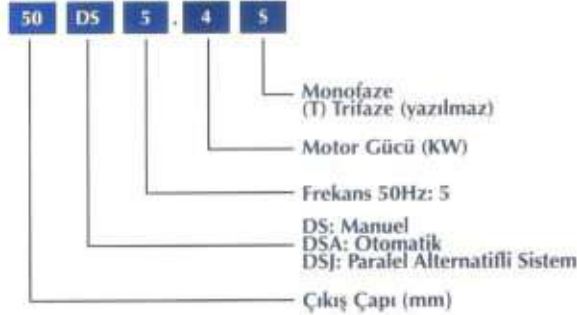 50 DS 5 . 4 S
Monofaze
(T) Trifaze (yazılmaz)
Motor Gücü (KW)
Frekans 50Hz: 5
DS: Manuel
DSA: Otomatik
DSJ: Paralel Alternatifli Sistem
Çıkış Çapı (mm)